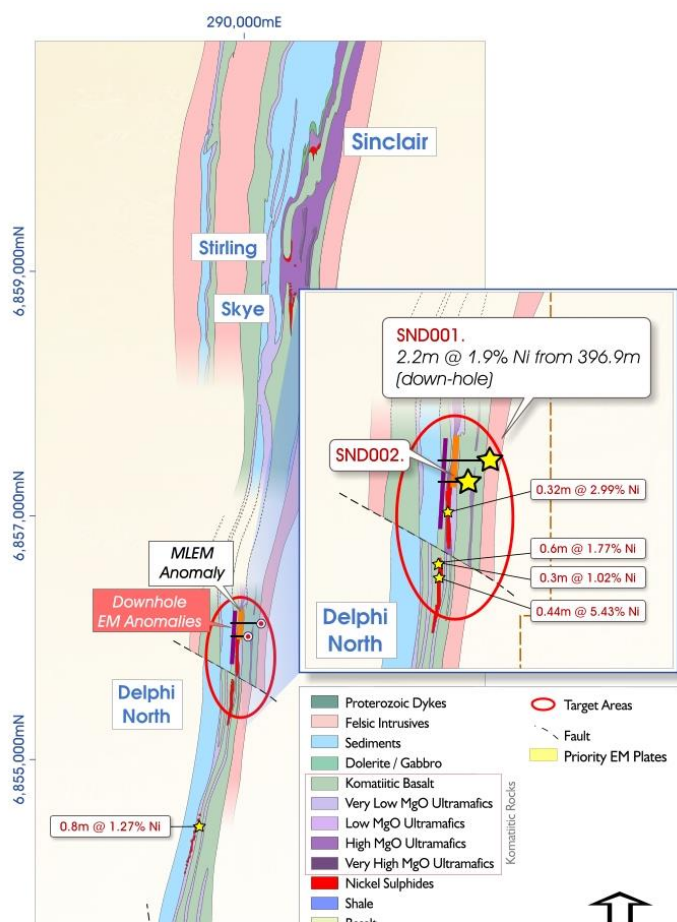 290,000mE
Sinclair
Stirling
6,859,000mN
Skye
SND001.
2.2m @ 1.9% Ni from 396.9m
(down-hole)
SND002.
0.32m @ 2.99% Ni
6,857,000mN
0.6m @ 1.77% Ni
MLEM
Anomaly
0.3m @ 1.02% Ni
Downhole
EM Anomalies
0.44m @ 5.43% Ni
Delphi
North
Delphi
North
6,855,000mN
Proterozoic Dykes
Felsic Intrusives
Sediments
Dolerite / Gabbro
Komatiitic Basalt
Very Low MgO Ultramafics
Low MgO Ultramafics
High MgO Ultramafics
Very High MgO Ultramafics
Nickel Sulphides
Shale
Basalt
Komatiitic Rocks
Target Areas
Fault
Priority EM Plates
0.8m @ 1.27% Ni